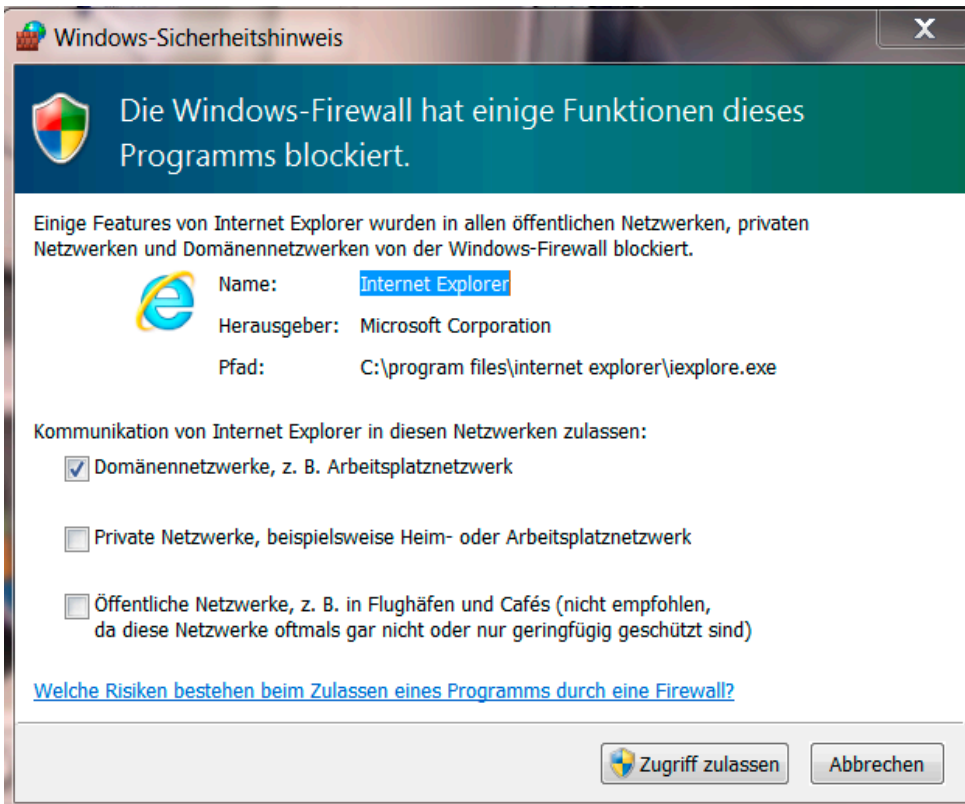 Windows-Sicherheitshinweis
X
Die Windows-Firewall hat einige Funktionen dieses
Programms blockiert.
Einige Features von Internet Explorer wurden in allen öffentlichen Netzwerken, privaten
Netzwerken und Domänennetzwerken von der Windows-Firewall blockiert.
Name: Internet Explorer
Herausgeber: Microsoft Corporation
Pfad: C:\program files\internet explorer\iexplore.exe
Kommunikation von Internet Explorer in diesen Netzwerken zulassen:
Domänennetzwerke, z. B. Arbeitsplatznetzwerk
Private Netzwerke, beispielsweise Heim- oder Arbeitsplatznetzwerk
Öffentliche Netzwerke, z. B. in Flughäfen und Cafés (nicht empfohlen,
da diese Netzwerke oftmals gar nicht oder nur geringfügig geschützt sind)
Welche Risiken bestehen beim Zulassen eines Programms durch eine Firewall?
Zugriff zulassen Abbrechen